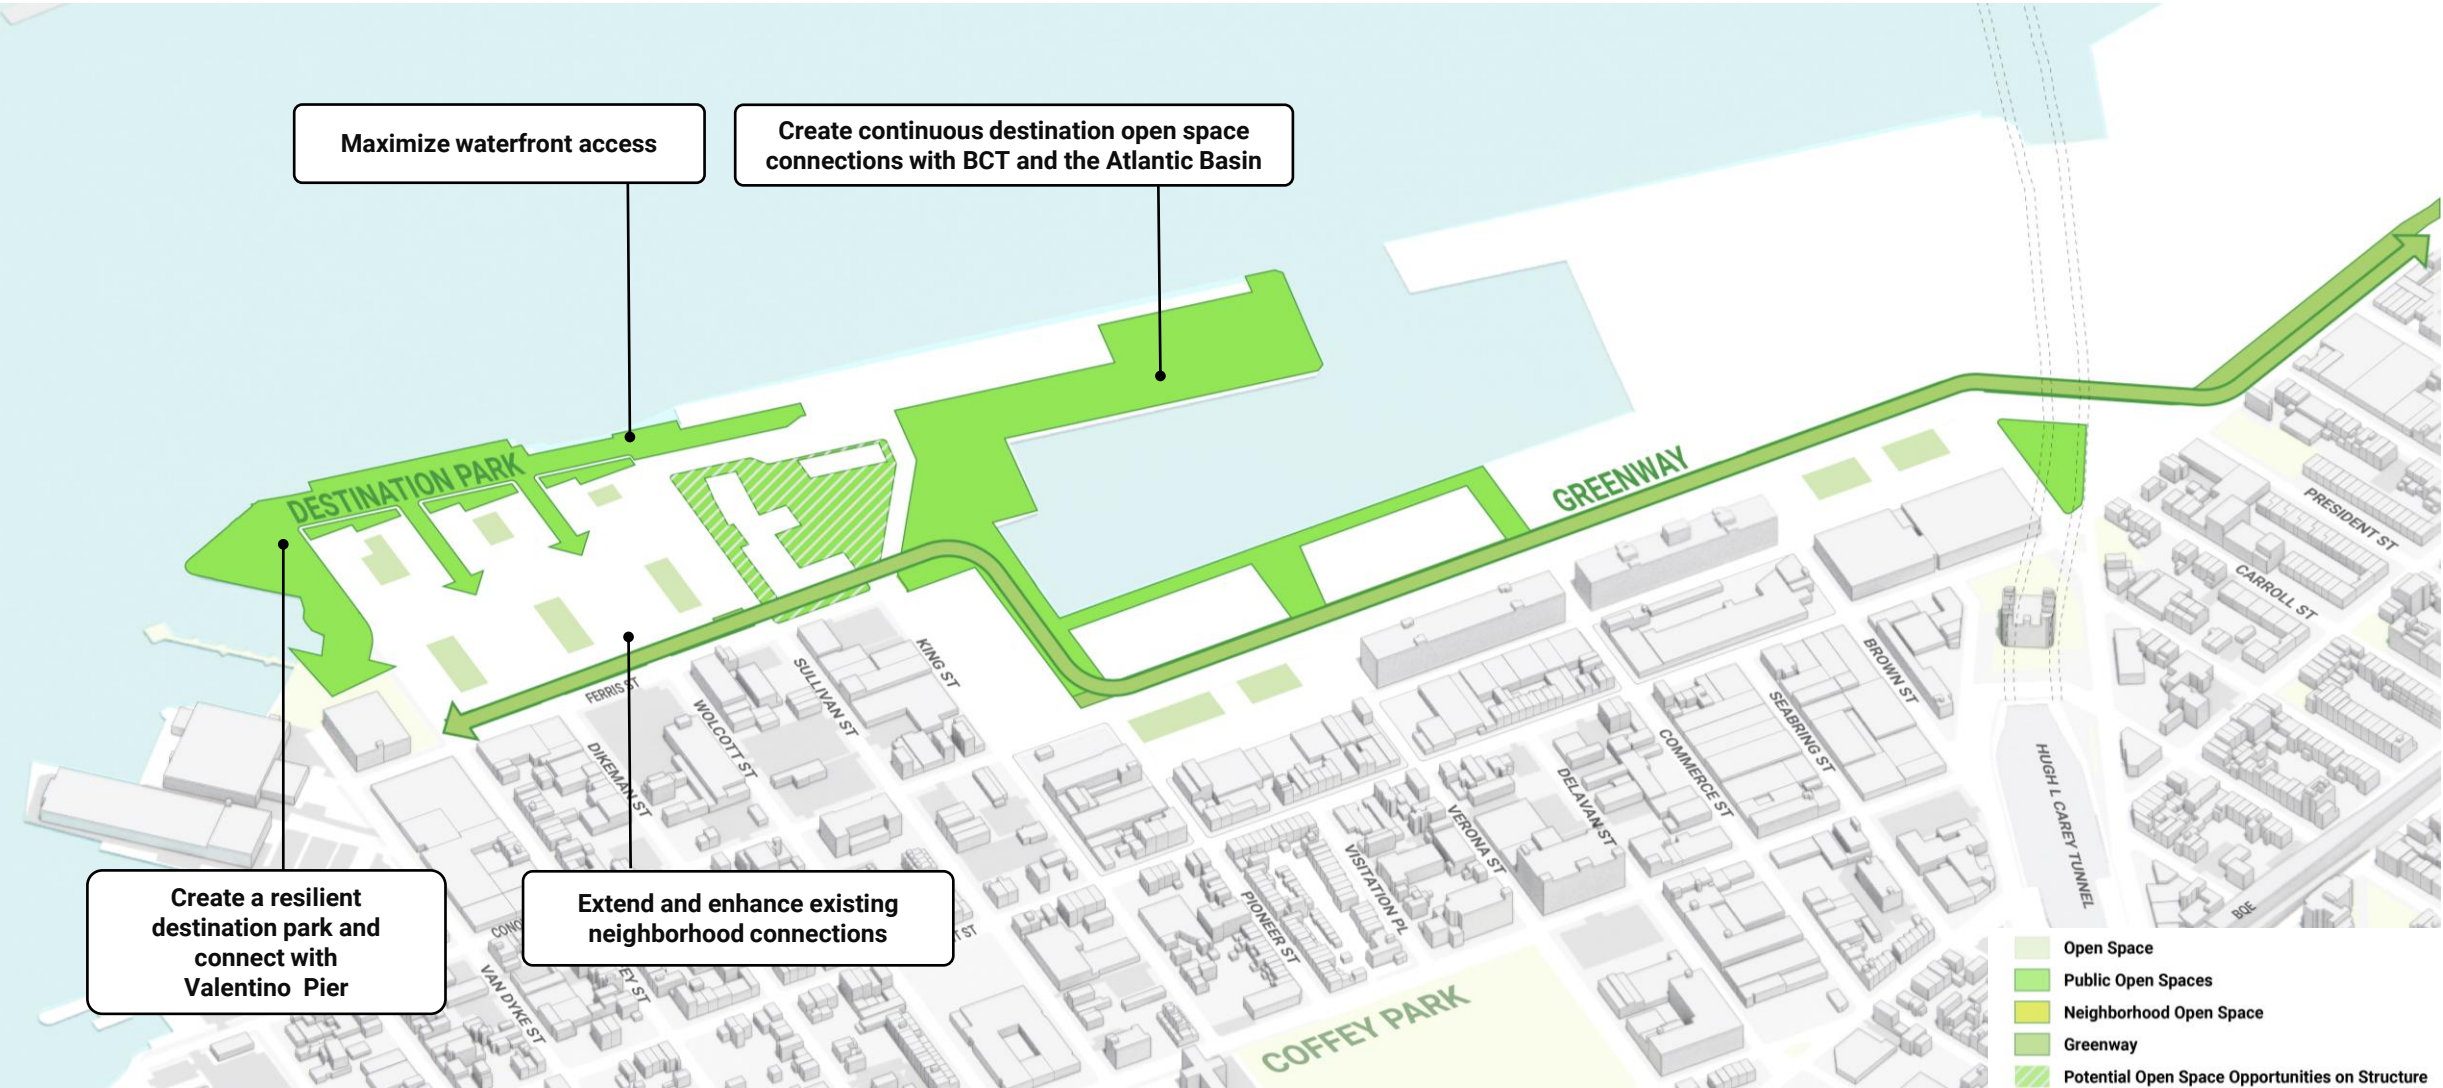 Maximize waterfront access
Create continuous destination open space
connections with BCT and the Atlantic Basin
DESTINATION PARK
GREENWAY
PRESIDENT ST
CARROLL ST
KING ST
SULLIVAN ST
FERRIS ST
WOLCOTT ST
DIKEMAN ST
BROWN ST
SEABRING ST
COMMERCE ST
DELAVAN ST
VERONA ST
VISITATION PL
PIONEER ST
HUGH L CAREY TUNNEL
BQE
Create a resilient
destination park and
connect with
Valentino Pier
Extend and enhance existing
neighborhood connections
VAN DYKE ST
COFFEY PARK
Open Space
Public Open Spaces
Neighborhood Open Space
Greenway
Potential Open Space Opportunities on Structure